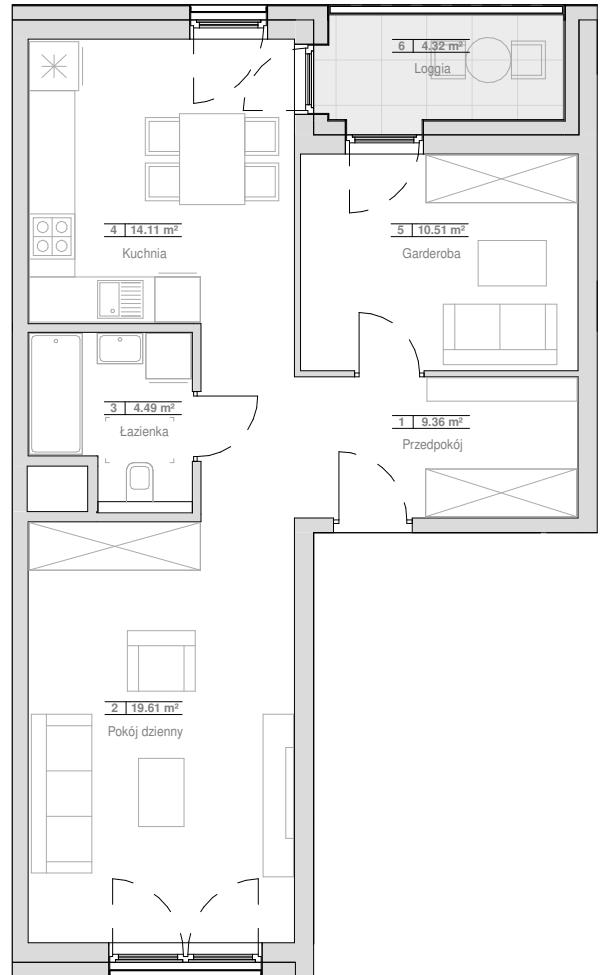 6 4.32 m²
Loggia
4 14.11 m²
Kuchnia
5 10.51 m²
Garderoba
3 4.49 m²
Łazienka
1 9.36 m²
Przedpokój
2 19.61 m²
Pokój dzienny